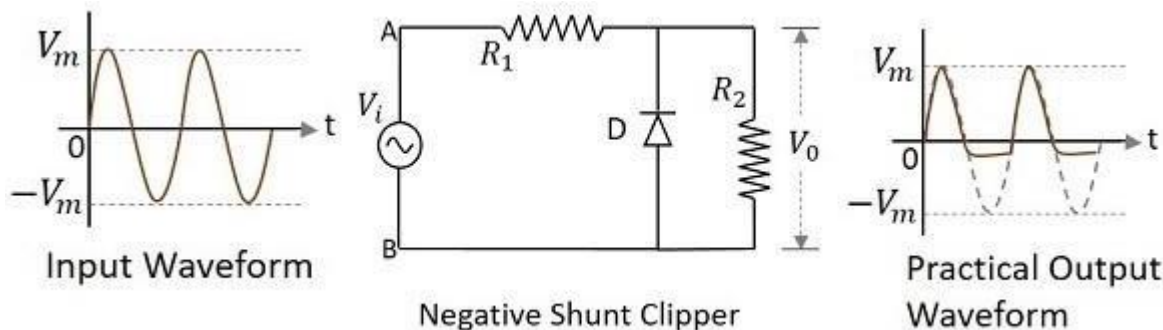 V_m
0
−V_m
t
Input Waveform
A
R_1
V_i
D
R_2
V_0
B
Negative Shunt Clipper
V_m
0
−V_m
t
Practical Output
Waveform